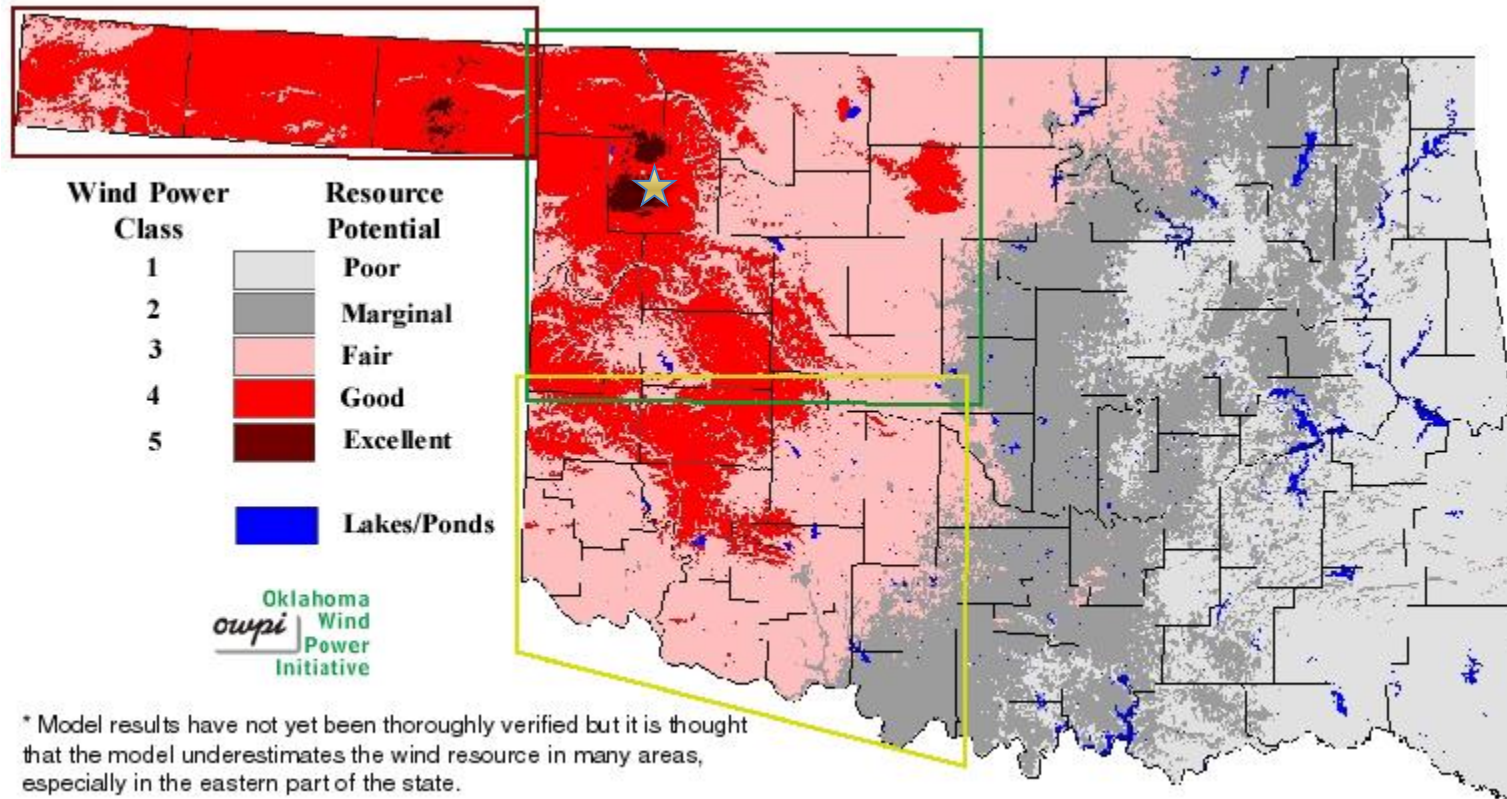 Wind Power Resource
Class Potential
1 Poor
2 Marginal
3 Fair
4 Good
5 Excellent
Lakes/Ponds
Oklahoma
owpi Wind
Power
Initiative
* Model results have not yet been thoroughly verified but it is thought
that the model underestimates the wind resource in many areas,
especially in the eastern part of the state.